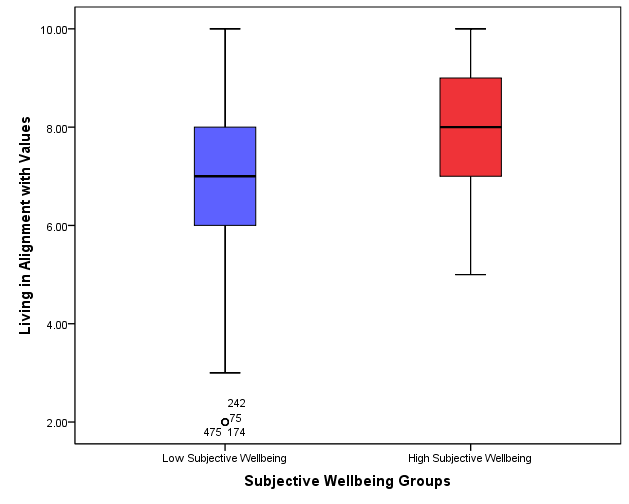 10.00
8.00
6.00
4.00
2.00
Living in Alignment with Values
242
75
475 174
Low Subjective Wellbeing
High Subjective Wellbeing
Subjective Wellbeing Groups